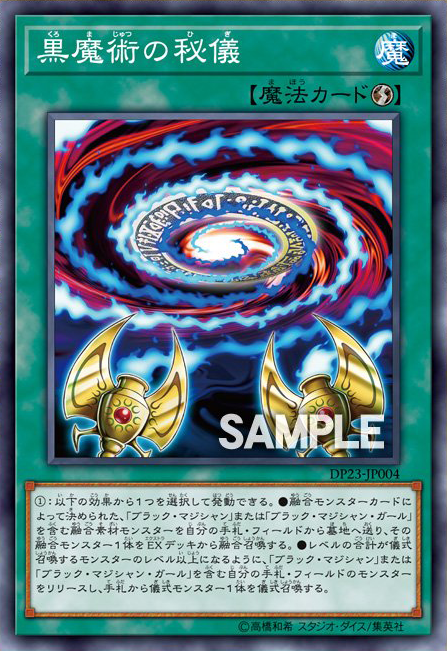 黒魔術の秘儀
魔
【魔法カード】
SAMPLE
DP23-JP004
①:以下の効果から1つを選択して発動できる。●融合モンスターカードに
よって決められた、「ブラック・マジシャン」または「ブラック・マジシャン・ガール」
を含む融合素材モンスターを自分の手札・フィールドから墓地へ送り、その
融合モンスター1体をEXデッキから融合召喚する。●レベルの合計が儀式
召喚するモンスターのレベル以上になるように、「ブラック・マジシャン」または
「ブラック・マジシャン・ガール」を含む自分の手札・フィールドのモンスター
をリリースし、手札から儀式モンスター1体を儀式召喚する。
©高橋和希 スタジオ・ダイス/集英社